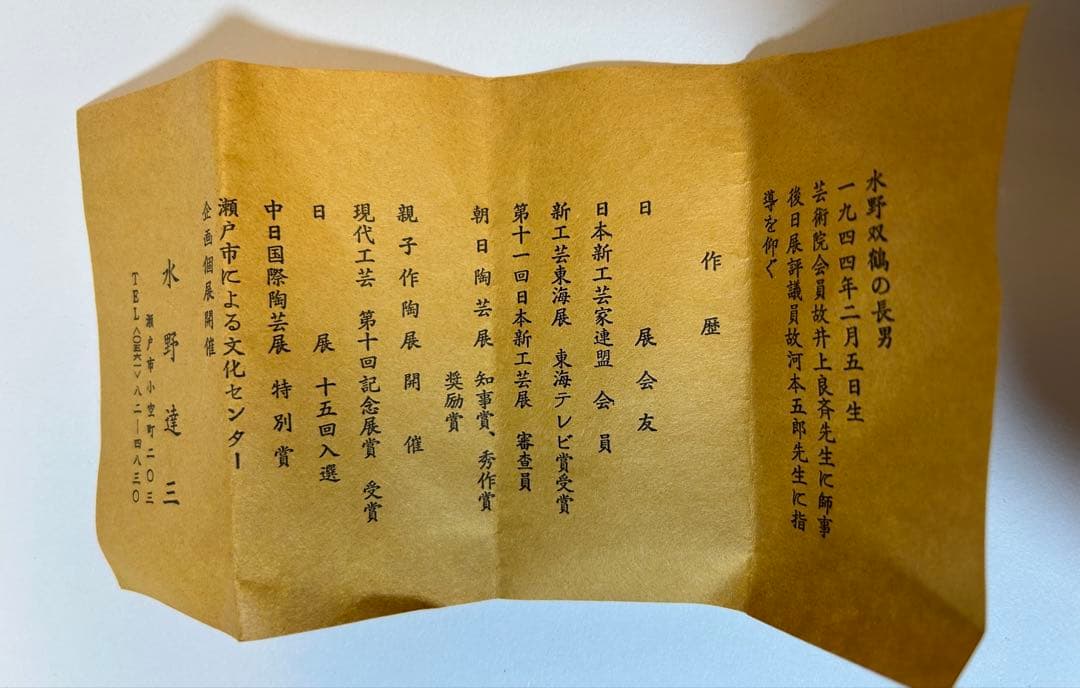 水野双鶴の長男
一九四四年二月五日生
芸術院会員故井上良斉先生に師事
後日展評議員故河本五郎先生に指
導を仰ぐ
作歴
日展会友
日本新工芸家連盟 会員
新工芸東海展 東海テレビ賞受賞
第十一回日本新工芸展 審査員
朝日陶芸展 知事賞、秀作賞
奨励賞
親子作陶展開催
現代工芸 第十回記念展賞 受賞
日展 十五回入選
中日国際陶芸展 特別賞
瀬戸市による文化センター
企画個展開催
水野達三
瀬戸市小空町二〇三
TEL〈〇五六一〉八二ー四八三〇